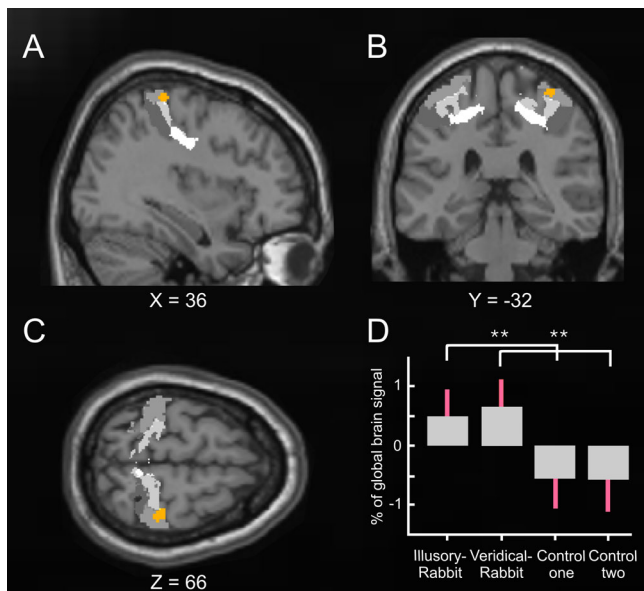 A
B
X = 36
Y = -32
C
D
** **
% of global brain signal
1
0
-1
Illusory-
Rabbit
Veridical-
Rabbit
Control
one
Control
two
Z = 66